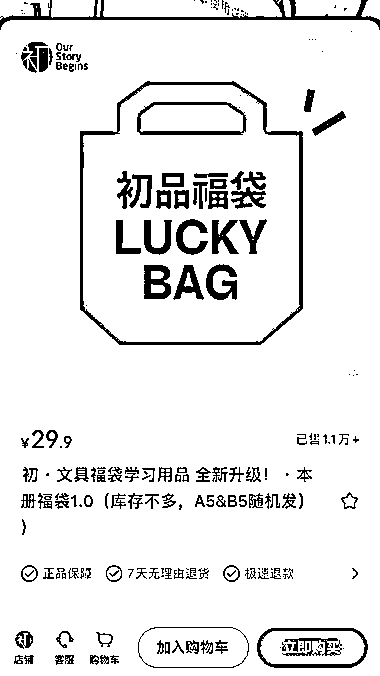 初 Our
Story
Begins
初品福袋
LUCKY
BAG
¥29.9
已售1.1万+
初·文具福袋学习用品 全新升级！·本
册福袋1.0（库存不多，A5&B5随机发）
）
正品保障 7天无理由退货 极速退款
店铺 客服 购物车 加入购物车 立即购买